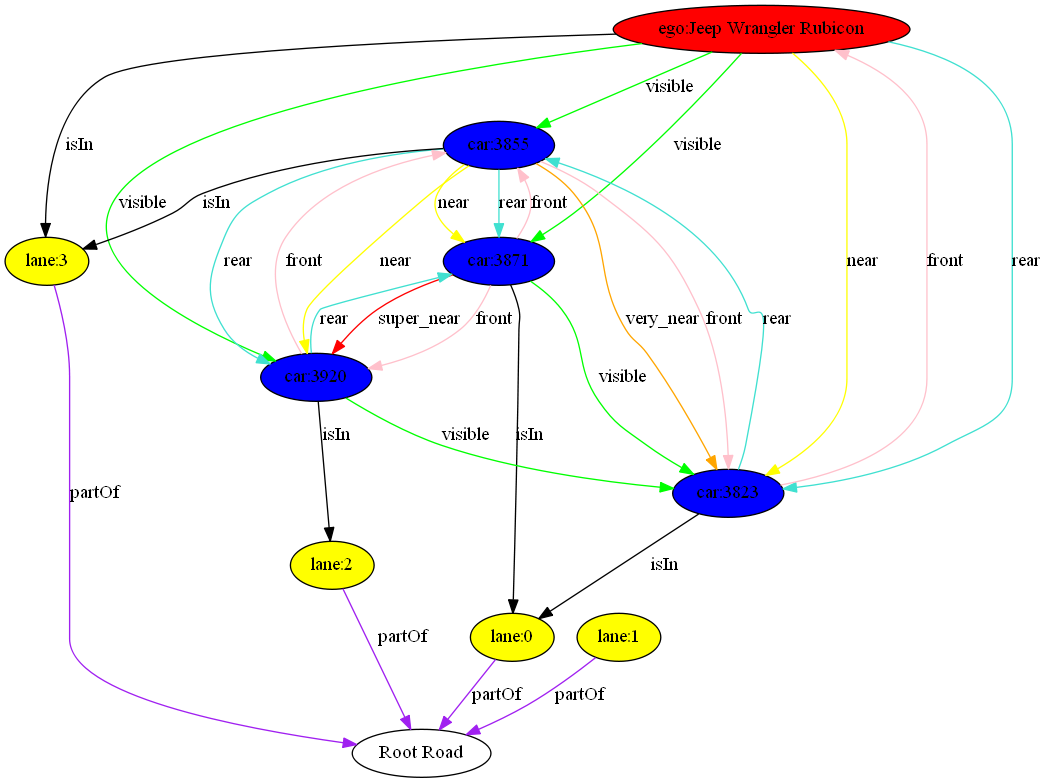 ego:Jeep Wrangler Rubicon
visible
car:3855
isIn
visible
visible
isIn
near
rear
front
lane:3
rear
front
near
car:3871
near
front
rear
rear
super_near
front
very_near
front
rear
car:3920
visible
isIn
visible
isIn
partOf
car:3823
lane:2
isIn
partOf
lane:0
lane:1
partOf
partOf
Root Road